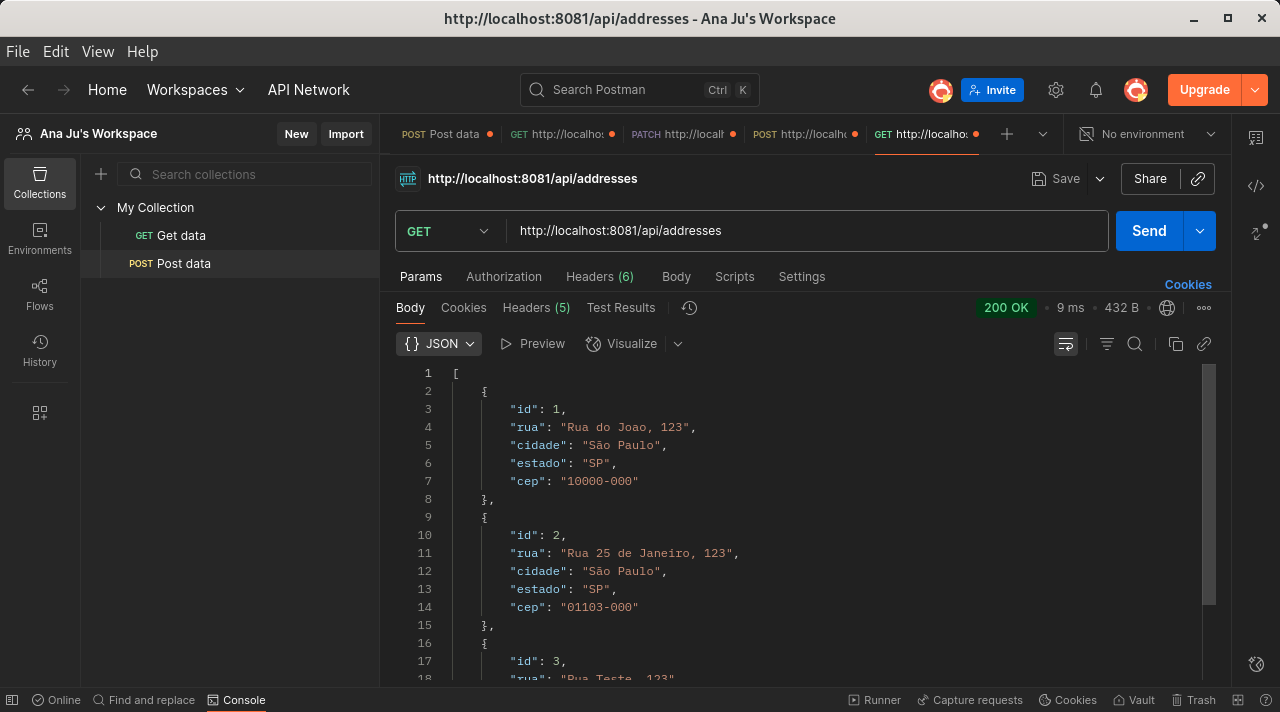 http://localhost:8081/api/addresses - Ana Ju's Workspace
File Edit View Help
Home Workspaces API Network Search Postman Ctrl K Invite Upgrade
Ana Ju's Workspace New Import
POST Post data GET http://localhos PATCH http://localh POST http://localho GET http://localhos No environment
Collections
Environments
Flows
History
Search collections
My Collection
GET Get data
POST Post data
HTTP http://localhost:8081/api/addresses Save Share
GET http://localhost:8081/api/addresses Send
Params Authorization Headers (6) Body Scripts Settings Cookies
Body Cookies Headers (5) Test Results 200 OK 9 ms 432 B
{ } JSON Preview Visualize
1 [
2 {
3 "id": 1,
4 "rua": "Rua do Joao, 123",
5 "cidade": "São Paulo",
6 "estado": "SP",
7 "cep": "10000-000"
8 },
9 {
10 "id": 2,
11 "rua": "Rua 25 de Janeiro, 123",
12 "cidade": "São Paulo",
13 "estado": "SP",
14 "cep": "01103-000"
15 },
16 {
17 "id": 3,
18 "rua": "Rua Teste, 123"
Online Find and replace Console Runner Capture requests Cookies Vault Trash